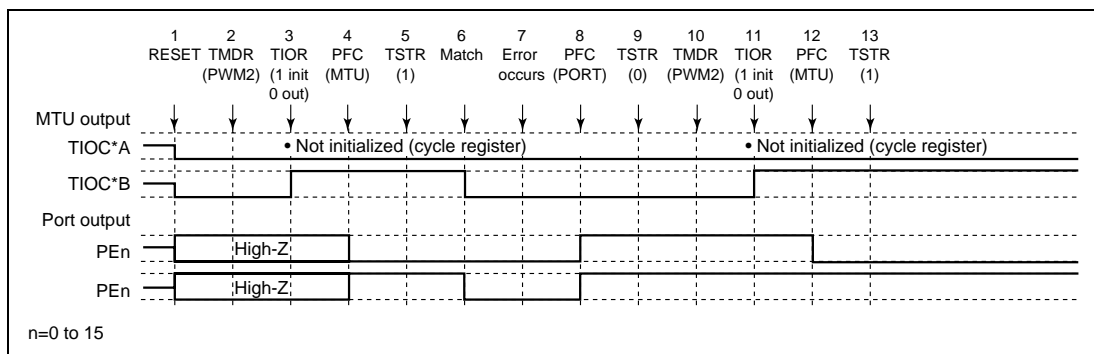 1 2 3 4 5 6 7 8 9 10 11 12 13
RESET TMDR TIOR PFC TSTR Match Error PFC TSTR TMDR TIOR PFC TSTR
(PWM2) (1 init (MTU) (1) occurs (PORT) (0) (PWM2) (1 init (MTU) (1)
0 out) 0 out)
MTU output
TIOC*A • Not initialized (cycle register) • Not initialized (cycle register)
TIOC*B
Port output
PEn High-Z
PEn High-Z
n=0 to 15